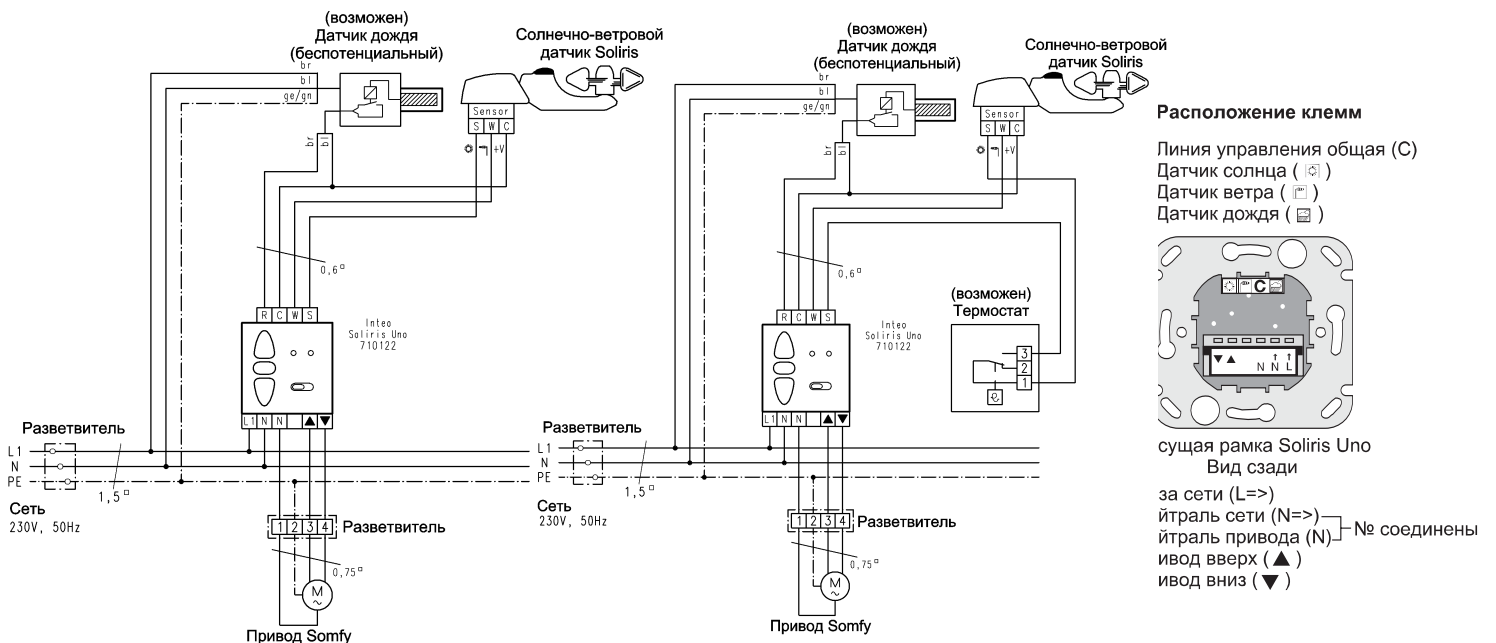 (возможен)
Датчик дождя
(беспотенциальный)
Солнечно-ветровой
датчик Soliris
br
bl
ge/gn
Sensor
S W C
+V
br
bl
0,6
R C W S
Inteo
Soliris Uno
710122
L1 N N ▲ ▼
Разветвитель
L1
N
PE
1,5
Сеть
230V, 50Hz
1 2 3 4
Разветвитель
0,75
M
~
Привод Somfy
(возможен)
Датчик дождя
(беспотенциальный)
Солнечно-ветровой
датчик Soliris
br
bl
ge/gn
Sensor
S W C
+V
br
bl
0,6
R C W S
Inteo
Soliris Uno
710122
(возможен)
Термостат
3
2
1
L1 N N ▲ ▼
Разветвитель
L1
N
PE
1,5
Сеть
230V, 50Hz
1 2 3 4
Разветвитель
0,75
M
~
Привод Somfy
Расположение клемм
Линия управления общая (C)
Датчик солнца ( )
Датчик ветра ( )
Датчик дождя ( )
C
▼ ▲ N N L
сущая рамка Soliris Uno
Вид сзади
за сети (L=>)
йтраль сети (N=>)
йтраль привода (N)
№ соединены
ивод вверх (▲)
ивод вниз (▼)